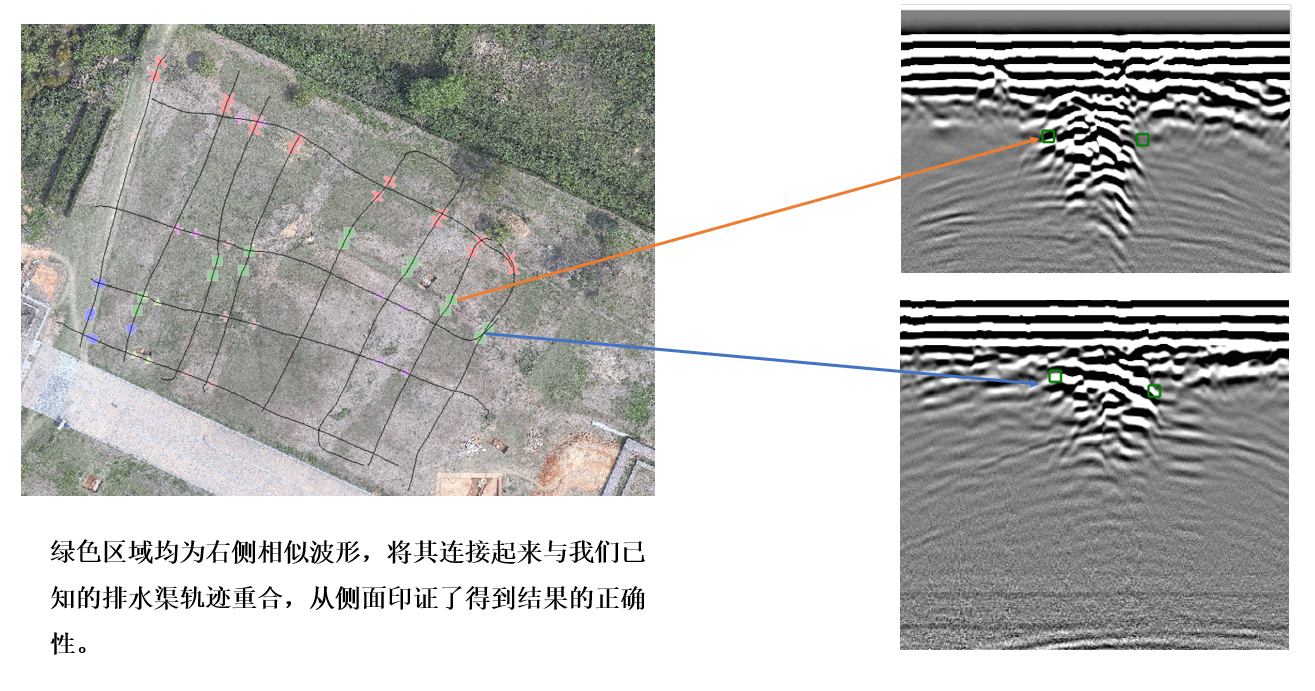 绿色区域均为右侧相似波形，将其连接起来与我们已
知的排水渠轨迹重合，从侧面印证了得到结果的正确
性。